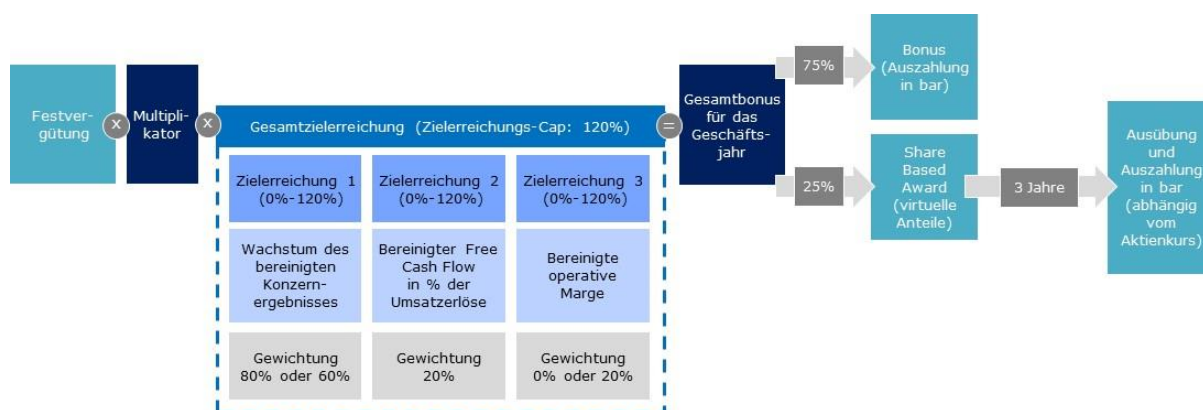 Festver-
gütung
x
Multipli-
kator
x
Gesamtzielerreichung (Zielerreichungs-Cap: 120%)
Zielerreichung 1
(0%-120%)
Zielerreichung 2
(0%-120%)
Zielerreichung 3
(0%-120%)
Wachstum des
bereinigten
Konzern-
ergebnisses
Bereinigter Free
Cash Flow
in % der
Umsatzerlöse
Bereinigte
operative
Marge
Gewichtung
80% oder 60%
Gewichtung
20%
Gewichtung
0% oder 20%
=
Gesamtbonus
für das
Geschäfts-
jahr
75%
Bonus
(Auszahlung
in bar)
25%
Share
Based
Award
(virtuelle
Anteile)
3 Jahre
Ausübung
und
Auszahlung
in bar
(abhängig
vom
Aktienkurs)